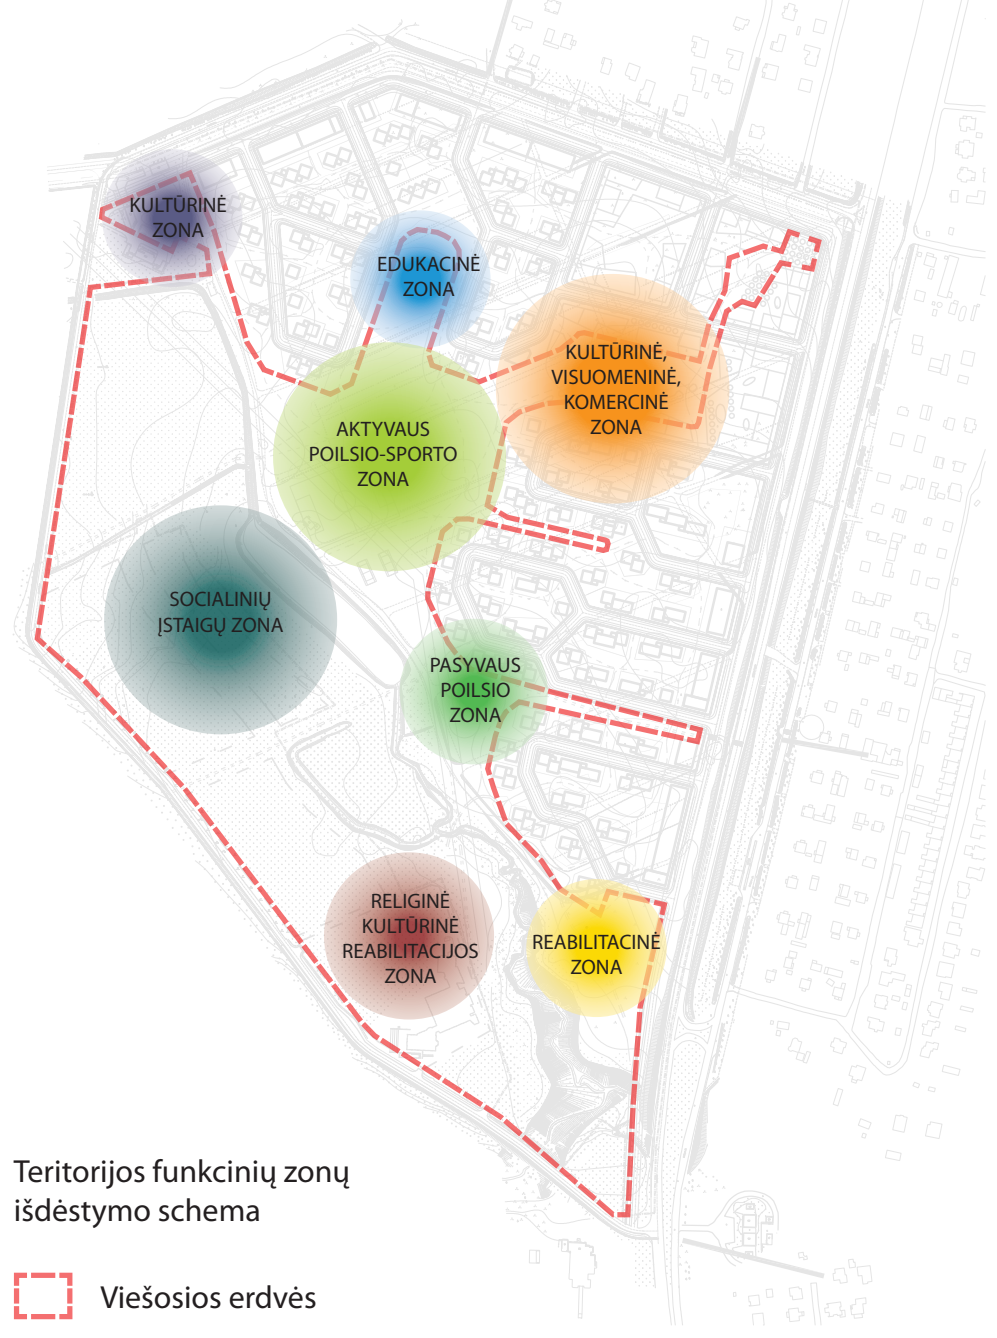 KULTŪRINĖ
ZONA
EDUKACINĖ
ZONA
KULTŪRINĖ,
VISUOMENINĖ,
KOMERCINĖ
ZONA
AKTYVAUS
POILSIO-SPORTO
ZONA
SOCIALINIŲ
ĮSTAIGŲ ZONA
PASYVAUS
POILSIO
ZONA
RELIGINĖ
KULTŪRINĖ
REABILITACIJOS
ZONA
REABILITACINĖ
ZONA
Teritorijos funkcinių zonų
išdėstymo schema
Viešosios erdvės